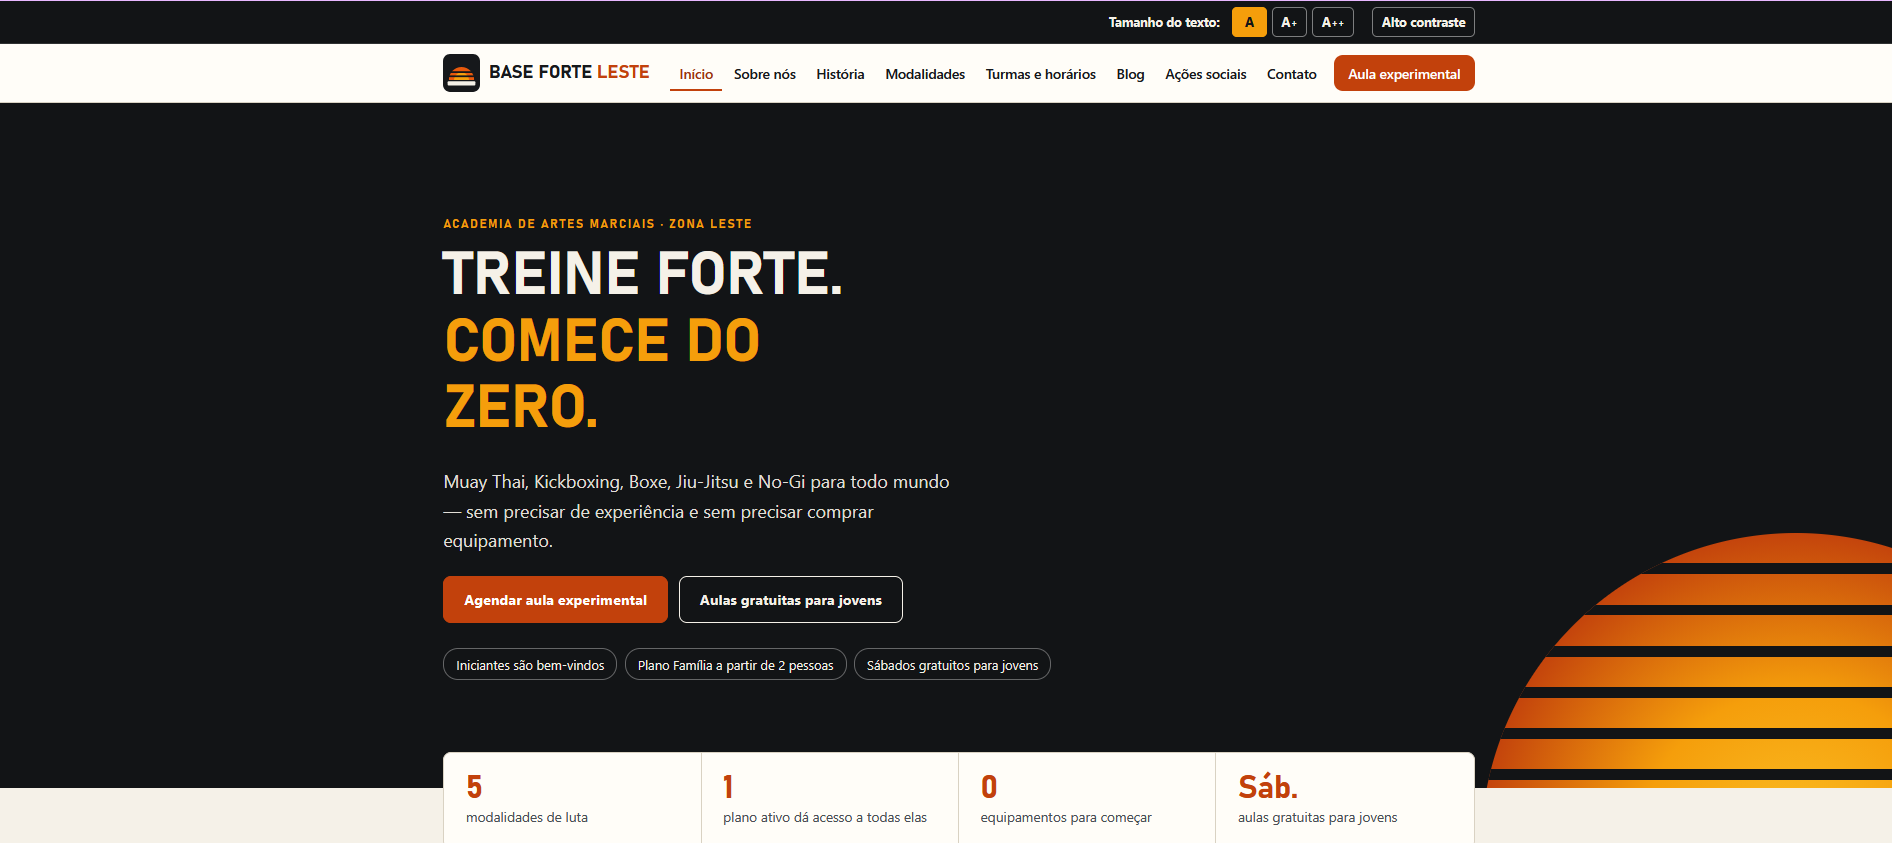 Tamanho do texto: A A+ A++ Alto contraste
BASE FORTE LESTE Início Sobre nós História Modalidades Turmas e horários Blog Ações sociais Contato Aula experimental
ACADEMIA DE ARTES MARCIAIS · ZONA LESTE
TREINE FORTE.
COMECE DO
ZERO.
Muay Thai, Kickboxing, Boxe, Jiu-Jitsu e No-Gi para todo mundo
— sem precisar de experiência e sem precisar comprar
equipamento.
Agendar aula experimental Aulas gratuitas para jovens
Iniciantes são bem-vindos Plano Família a partir de 2 pessoas Sábados gratuitos para jovens
5
modalidades de luta
1
plano ativo dá acesso a todas elas
0
equipamentos para começar
Sáb.
aulas gratuitas para jovens